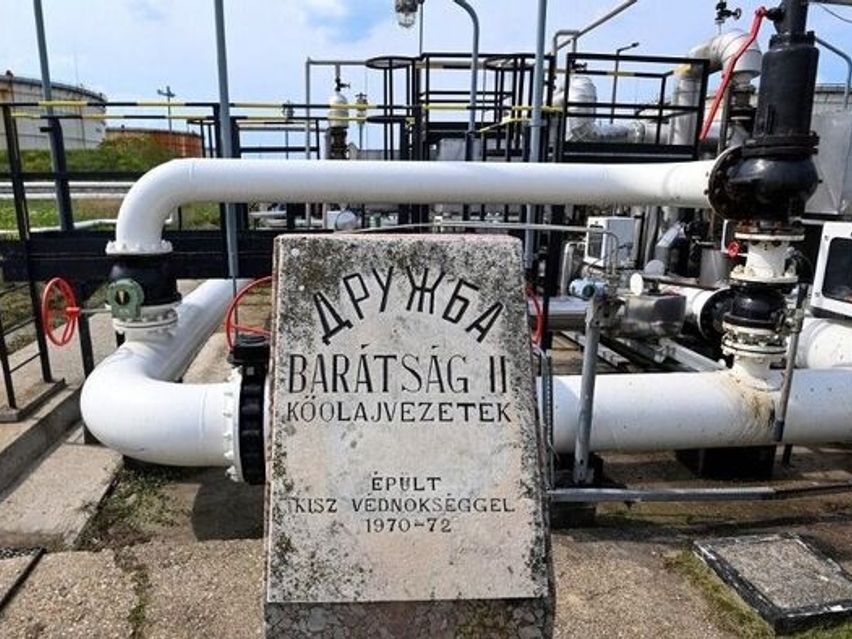 ДРУЖБА
BARÁTSÁG II
KŐOLAJVEZETÉK
ÉPÜLT
KISZ VÉDNÖKSÉGGEL
1970-72